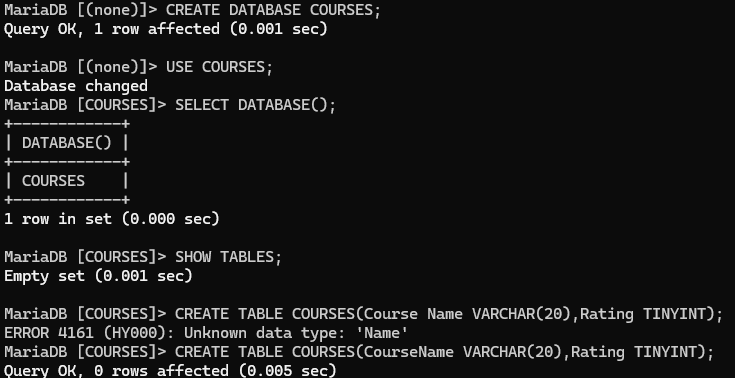 MariaDB [(none)]> CREATE DATABASE COURSES;
Query OK, 1 row affected (0.001 sec)
MariaDB [(none)]> USE COURSES;
Database changed
MariaDB [COURSES]> SELECT DATABASE();
+------------+
| DATABASE() |
+------------+
| COURSES    |
+------------+
1 row in set (0.000 sec)
MariaDB [COURSES]> SHOW TABLES;
Empty set (0.001 sec)
MariaDB [COURSES]> CREATE TABLE COURSES(Course Name VARCHAR(20),Rating TINYINT);
ERROR 4161 (HY000): Unknown data type: 'Name'
MariaDB [COURSES]> CREATE TABLE COURSES(CourseName VARCHAR(20),Rating TINYINT);
Query OK, 0 rows affected (0.005 sec)